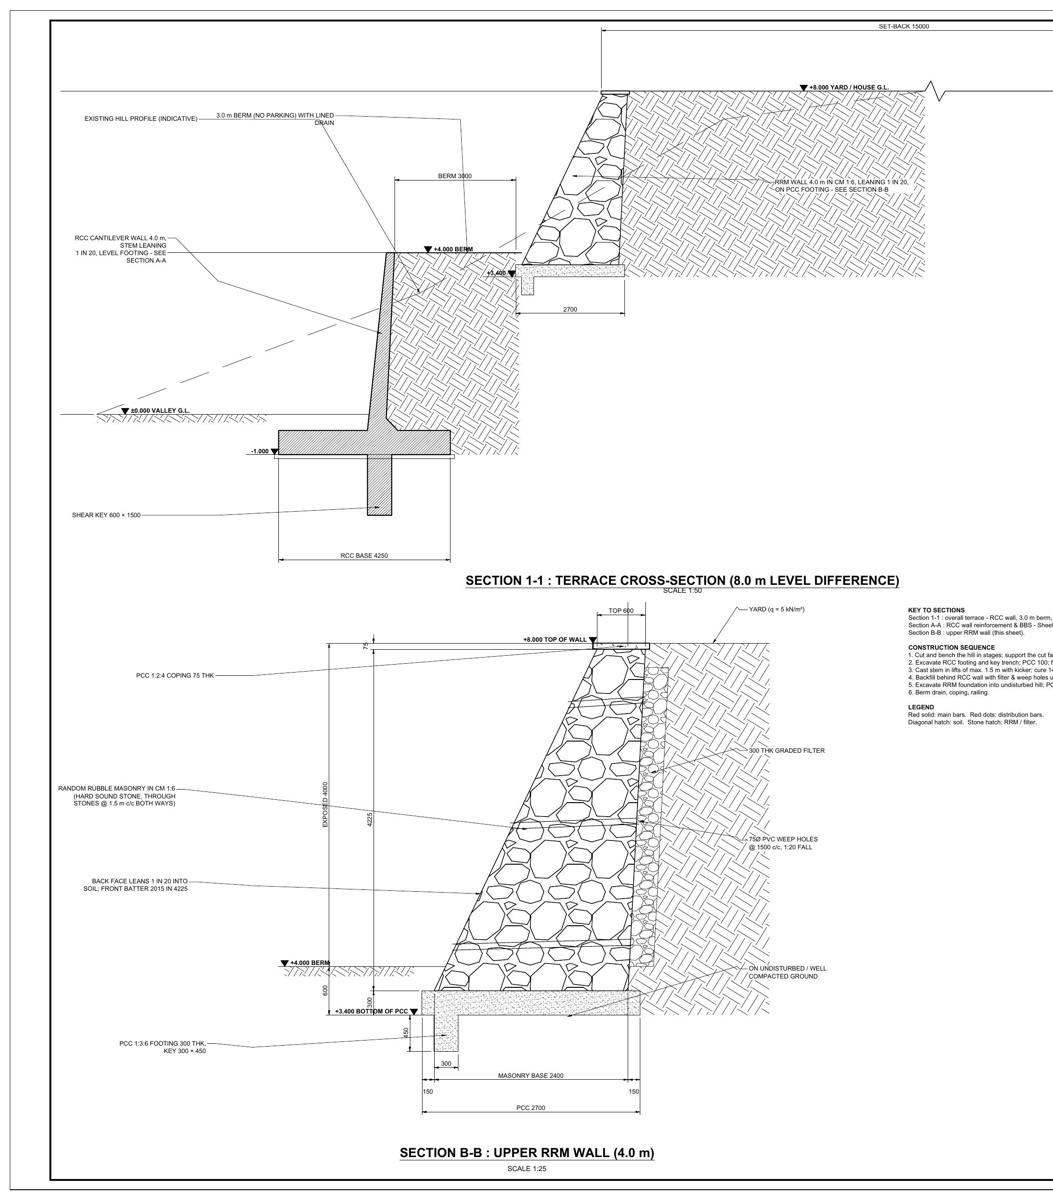 SET-BACK 15000
+8.000 YARD / HOUSE G.L.
EXISTING HILL PROFILE (INDICATIVE)
3.0 m BERM (NO PARKING) WITH LINED
DRAIN
BERM 3000
RRM WALL 4.0 m IN CM 1:6, LEANING 1 IN 20,
ON PCC FOOTING - SEE SECTION B-B
RCC CANTILEVER WALL 4.0 m,
STEM LEANING
1 IN 20, LEVEL FOOTING - SEE
SECTION A-A
+4.000 BERM
+3.400
2700
±0.000 VALLEY G.L.
-1.000
SHEAR KEY 600 × 1500
RCC BASE 4250
SECTION 1-1 : TERRACE CROSS-SECTION (8.0 m LEVEL DIFFERENCE)
SCALE 1:50
TOP 600
YARD (q = 5 kN/m²)
+8.000 TOP OF WALL
75
PCC 1:2:4 COPING 75 THK
300 THK GRADED FILTER
RANDOM RUBBLE MASONRY IN CM 1:6
(HARD SOUND STONE, THROUGH
STONES @ 1.5 m c/c BOTH WAYS)
EXPOSED 4000
4225
75Ø PVC WEEP HOLES
@ 1500 c/c, 1:20 FALL
BACK FACE LEANS 1 IN 20 INTO
SOIL; FRONT BATTER 2015 IN 4225
+4.000 BERM
ON UNDISTURBED / WELL
COMPACTED GROUND
600
300
+3.400 BOTTOM OF PCC
450
PCC 1:3:6 FOOTING 300 THK,
KEY 300 × 450
300
MASONRY BASE 2400
150
150
PCC 2700
SECTION B-B : UPPER RRM WALL (4.0 m)
SCALE 1:25
KEY TO SECTIONS
Section 1-1 : overall terrace - RCC wall, 3.0 m berm,
Section A-A : RCC wall reinforcement & BBS - Sheet
Section B-B : upper RRM wall (this sheet).
CONSTRUCTION SEQUENCE
1. Cut and bench the hill in stages; support the cut
2. Excavate RCC footing and key trench; PCC 100;
3. Cast stem in lifts of max. 1.5 m with kicker; cure
4. Backfill behind RCC wall with filter & weep holes
5. Excavate RRM foundation into undisturbed hill;
6. Berm drain, coping, railing.
LEGEND
Red solid: main bars. Red dots: distribution bars.
Diagonal hatch: soil. Stone hatch: RRM / filter.